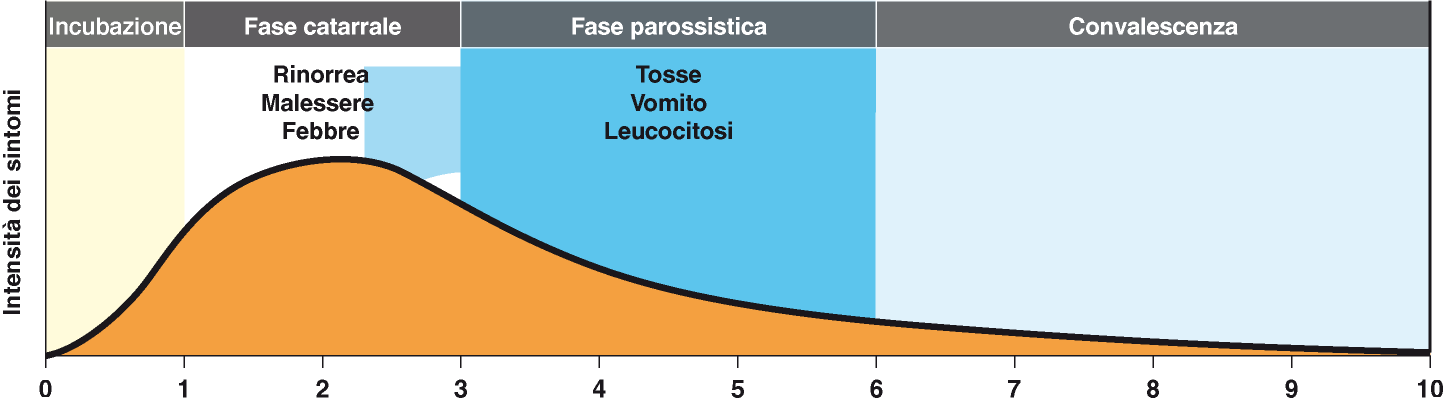 Incubazione Fase catarrale Fase parossistica Convalescenza
Rinorrea
Malessere
Febbre
Tosse
Vomito
Leucocitosi
Intensità dei sintomi
0 1 2 3 4 5 6 7 8 9 10